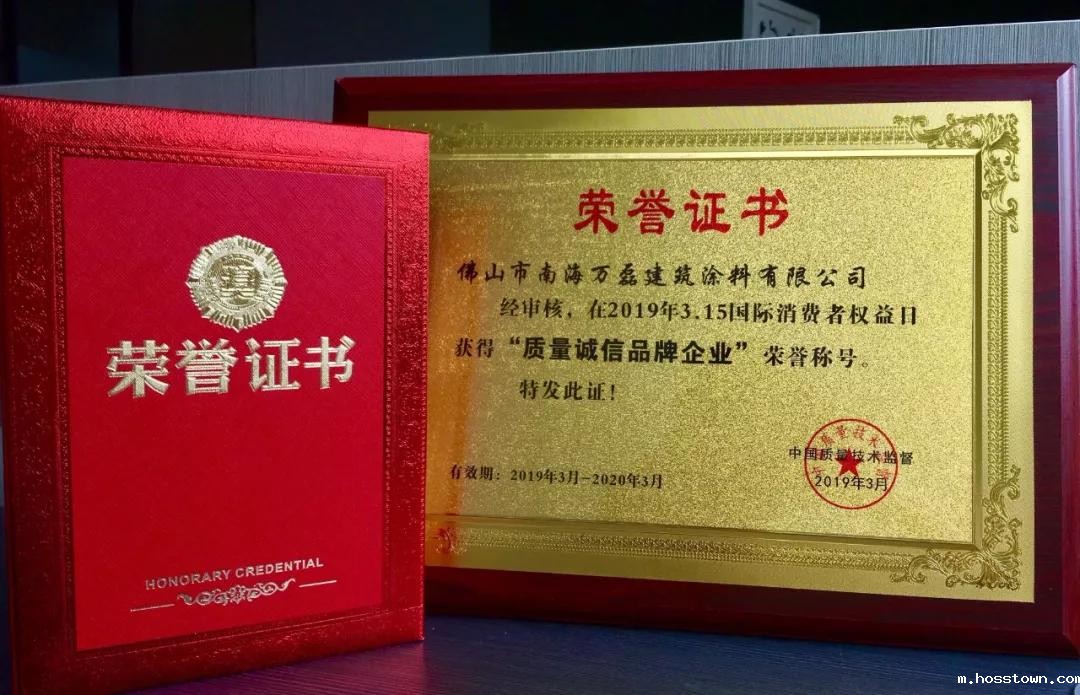 荣誉证书
HONORARY CREDENTIAL
荣誉证书
佛山市南海万磊建筑涂料有限公司
经审核，在2019年3.15国际消费者权益日
获得“质量诚信品牌企业”荣誉称号。
特发此证！
中国质量技术监督
有效期：2019年3月-2020年3月
2019年3月
m.hosstown.com